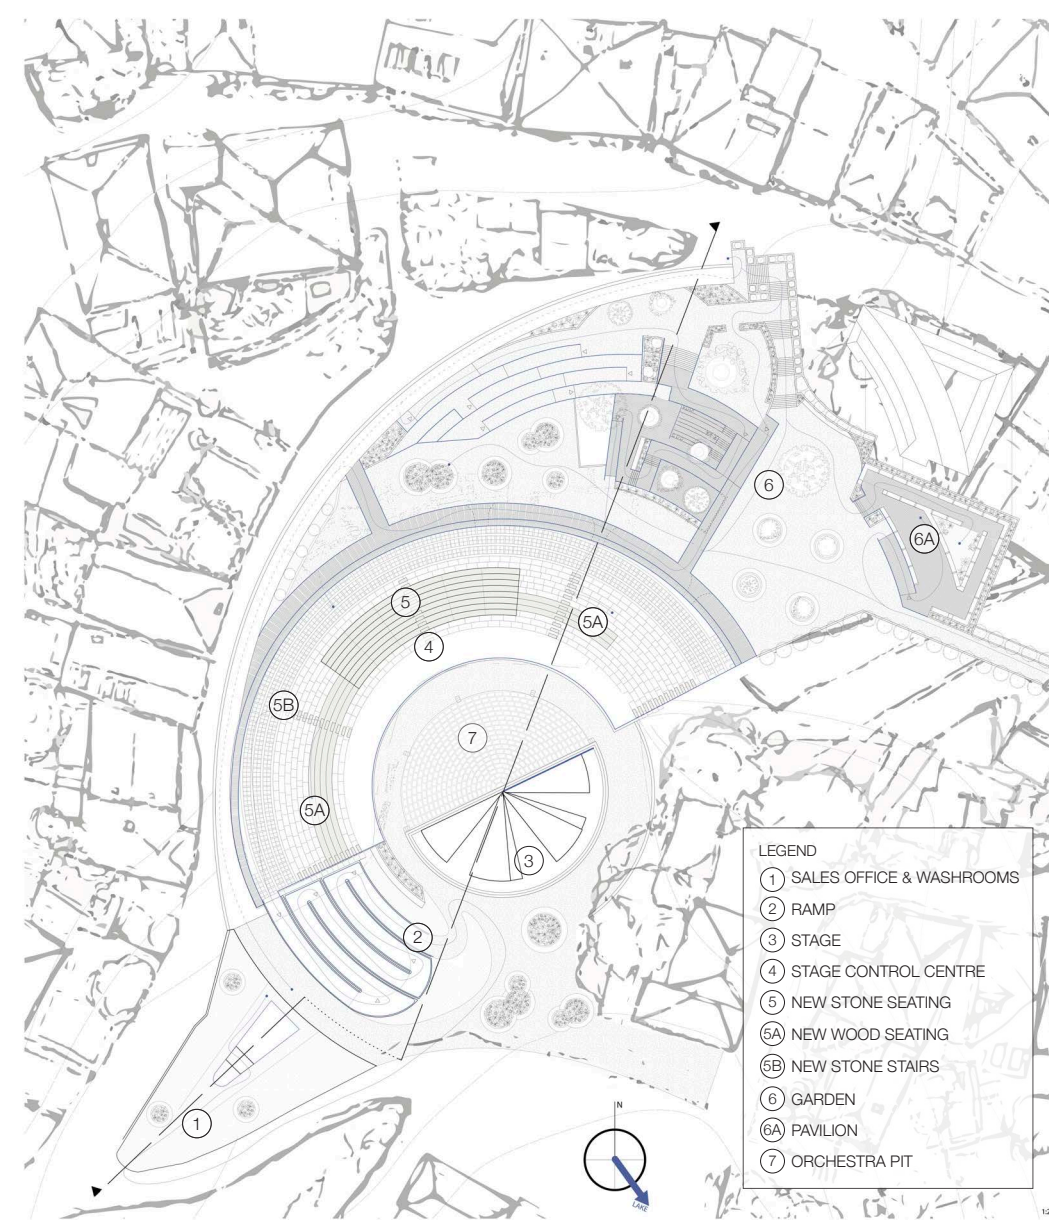 6
6A
5
5A
4
5B
7
5A
3
2
1
N
LAKE
LEGEND
1 SALES OFFICE & WASHROOMS
2 RAMP
3 STAGE
4 STAGE CONTROL CENTRE
5 NEW STONE SEATING
5A NEW WOOD SEATING
5B NEW STONE STAIRS
6 GARDEN
6A PAVILION
7 ORCHESTRA PIT